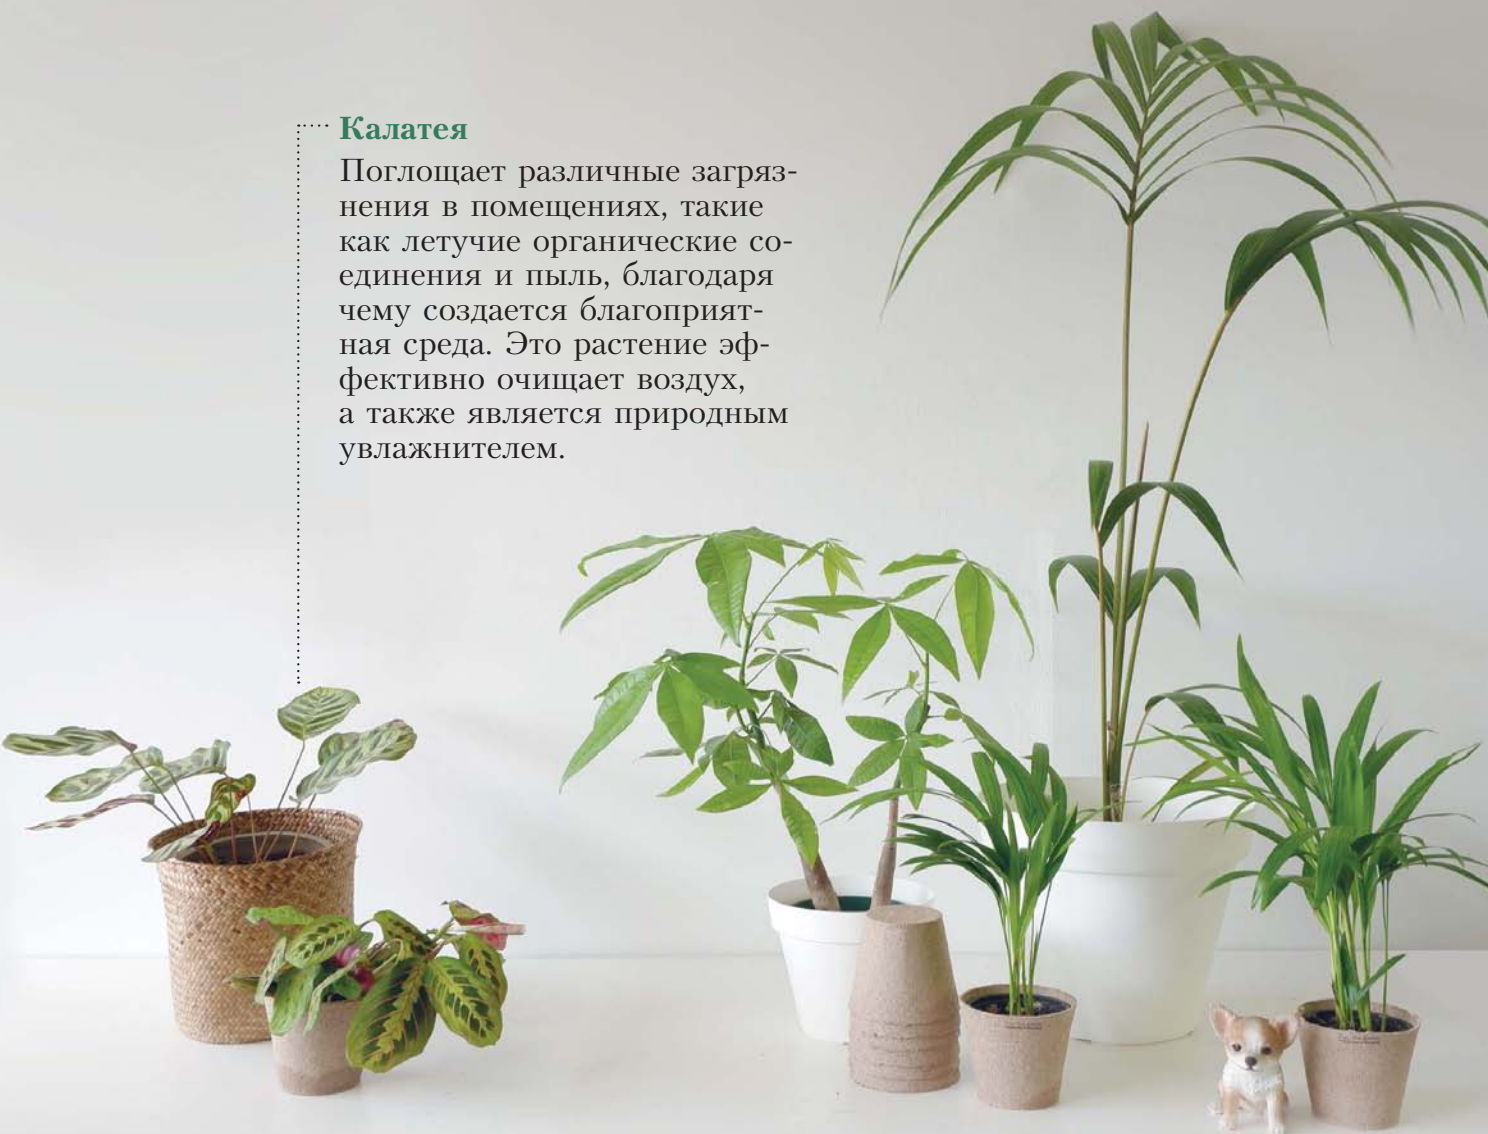 Калатея
Поглощает различные загряз-
нения в помещениях, такие
как летучие органические со-
единения и пыль, благодаря
чему создается благоприят-
ная среда. Это растение эф-
фективно очищает воздух,
а также является природным
увлажнителем.